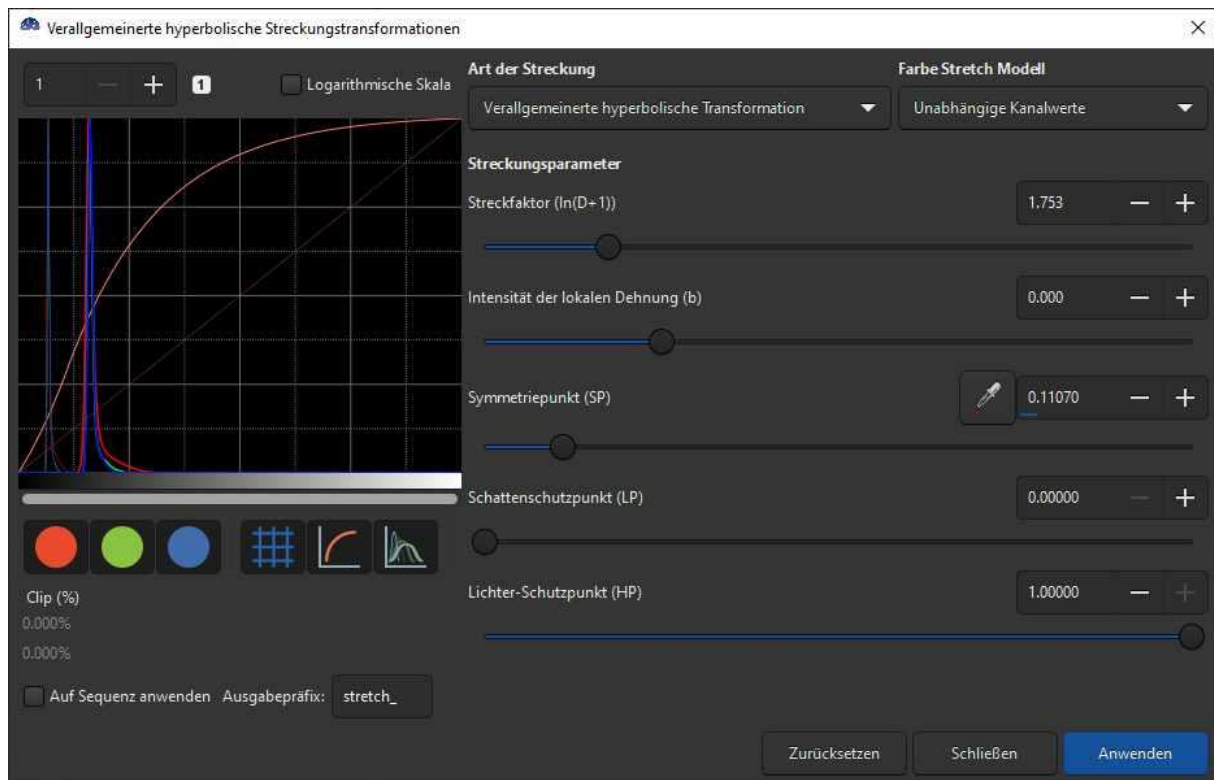 Verallgemeinerte hyperbolische Streckungstransformationen
1
1
Logarithmische Skala
Art der Streckung
Farbe Stretch Modell
Verallgemeinerte hyperbolische Transformation
Unabhängige Kanalwerte
Streckungsparameter
Streckfaktor (ln(D+1))
1.753
Intensität der lokalen Dehnung (b)
0.000
Symmetriepunkt (SP)
0.11070
Schattenschutzpunkt (LP)
0.00000
Lichter-Schutzpunkt (HP)
1.00000
Clip (%)
0.000%
0.000%
Auf Sequenz anwenden
Ausgabepräfix:
stretch_
Zurücksetzen
Schließen
Anwenden